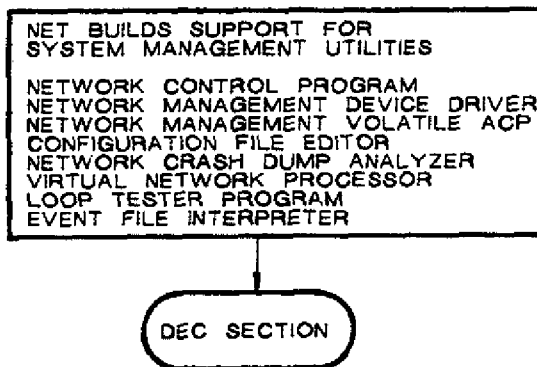 NET BUILDS SUPPORT FOR
SYSTEM MANAGEMENT UTILITIES
NETWORK CONTROL PROGRAM
NETWORK MANAGEMENT DEVICE DRIVER
NETWORK MANAGEMENT VOLATILE ACP
CONFIGURATION FILE EDITOR
NETWORK CRASH DUMP ANALYZER
VIRTUAL NETWORK PROCESSOR
LOOP TESTER PROGRAM
EVENT FILE INTERPRETER
DEC SECTION